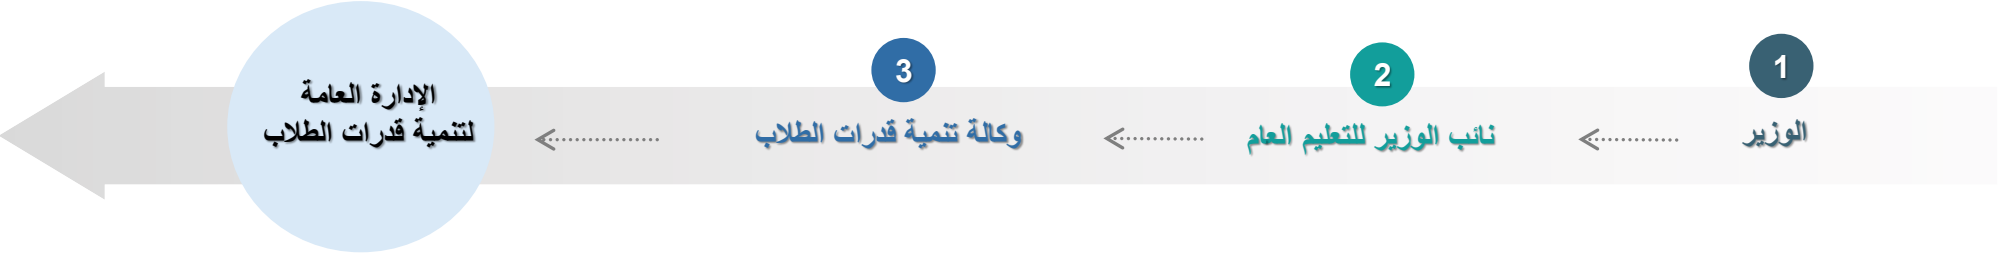 1
الوزير
2
نائب الوزير للتعليم العام
3
وكالة تنمية قدرات الطلاب
الإدارة العامة
لتنمية قدرات الطلاب